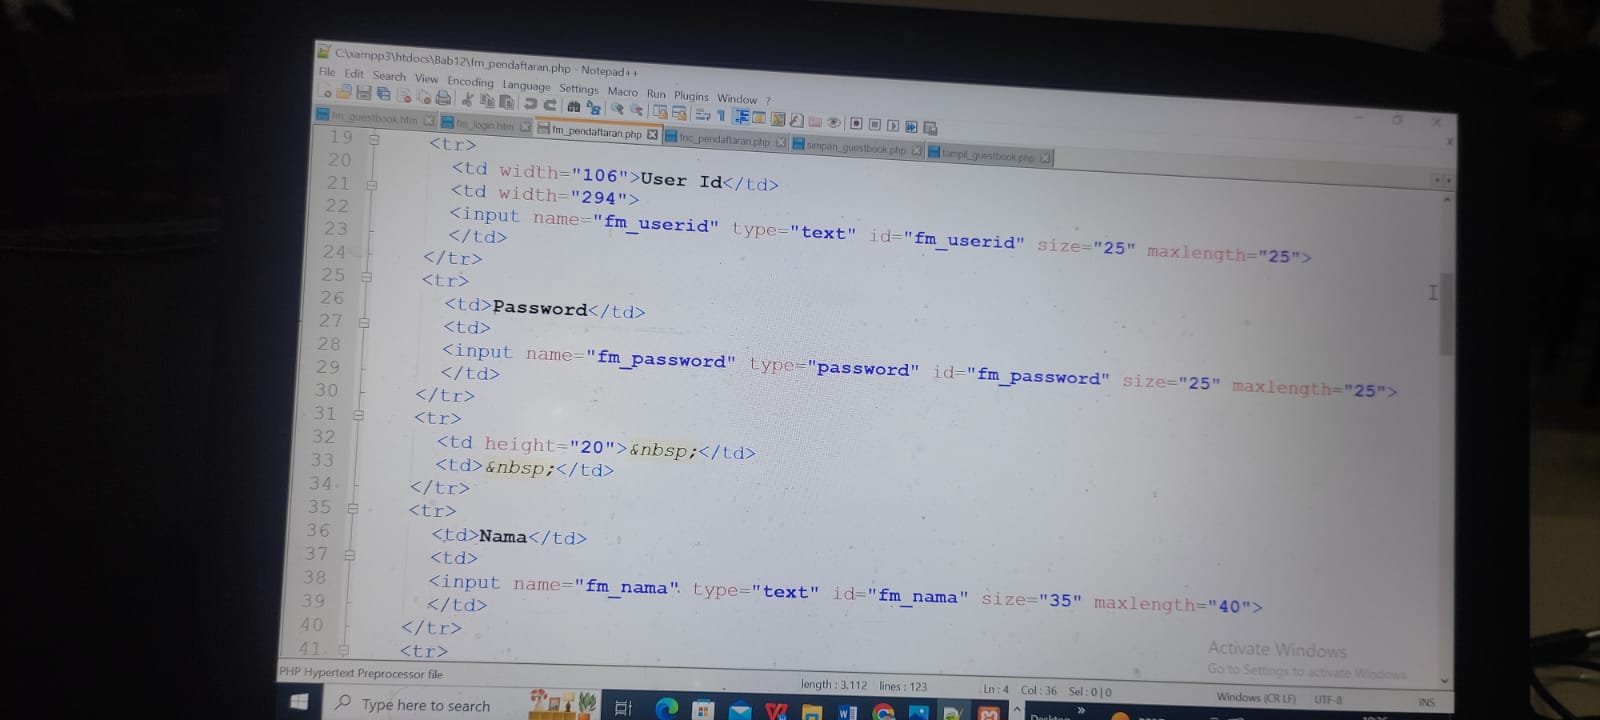 C:\xampp3\htdocs\Bab12\fm_pendaftaran.php - Notepad++
File Edit Search View Encoding Language Settings Macro Run Plugins Window ?
fm_guestbook.htm fm_login.htm fm_pendaftaran.php fnc_pendaftaran.php simpan_guestbook.php tampil_guestbook.php
19 <tr>
20 <td width="106">User Id</td>
21 <td width="294">
22 <input name="fm_userid" type="text" id="fm_userid" size="25" maxlength="25">
23 </td>
24 </tr>
25 <tr>
26 <td>Password</td>
27 <td>
28 <input name="fm_password" type="password" id="fm_password" size="25" maxlength="25">
29 </td>
30 </tr>
31 <tr>
32 <td height="20">&nbsp;</td>
33 <td>&nbsp;</td>
34 </tr>
35 <tr>
36 <td>Nama</td>
37 <td>
38 <input name="fm_nama" type="text" id="fm_nama" size="35" maxlength="40">
39 </td>
40 </tr>
41 <tr>
Activate Windows
Go to Settings to activate Windows.
PHP Hypertext Preprocessor file length : 3.112 lines : 123 Ln : 4 Col : 36 Sel : 0 | 0 Windows (CR LF) UTF-8 INS
Type here to search
Desktop